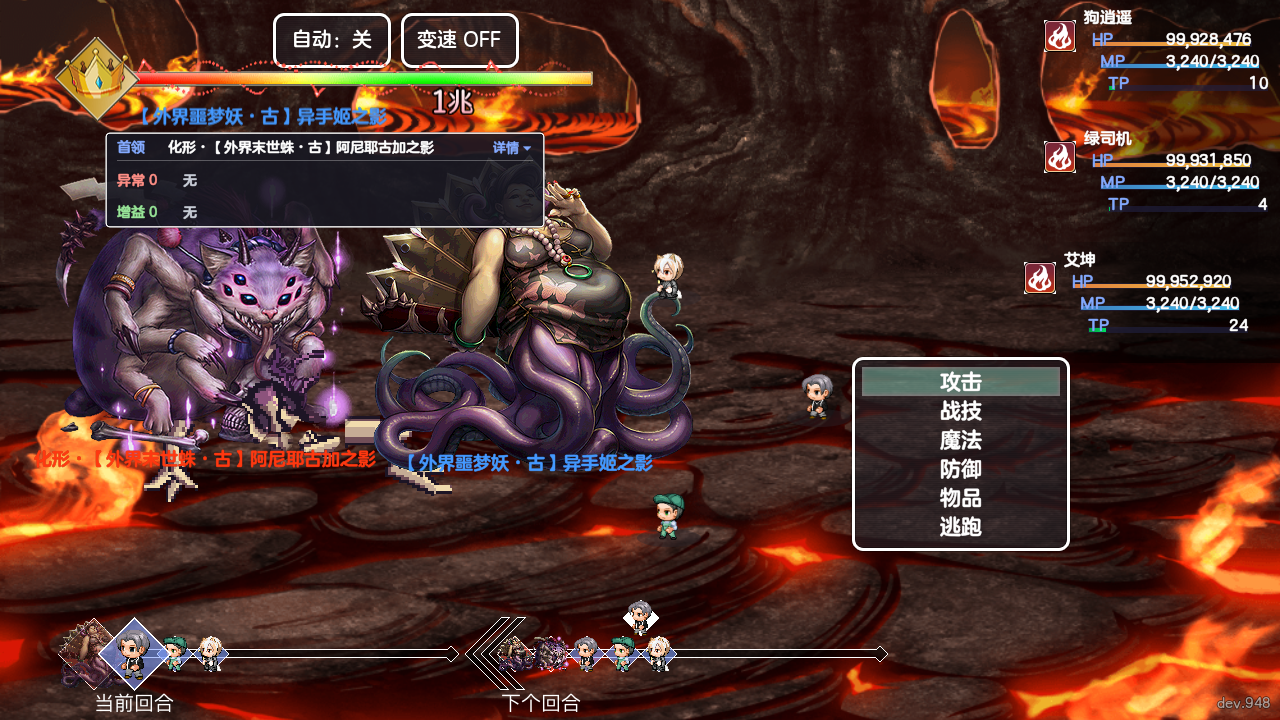 自动：关
变速 OFF
1兆
【外界噩梦妖·古】异手姬之影
首领 化形·【外界末世蛛·古】阿尼耶古加之影 详情
异常 0 无
增益 0 无
狗逍遥
HP 99,928,476
MP 3,240/3,240
TP 10
绿司机
HP 99,931,850
MP 3,240/3,240
TP 4
艾坤
HP 99,952,920
MP 3,240/3,240
TP 24
攻击
战技
魔法
防御
物品
逃跑
化形·【外界末世蛛·古】阿尼耶古加之影
【外界噩梦妖·古】异手姬之影
当前回合
下个回合
dev.948